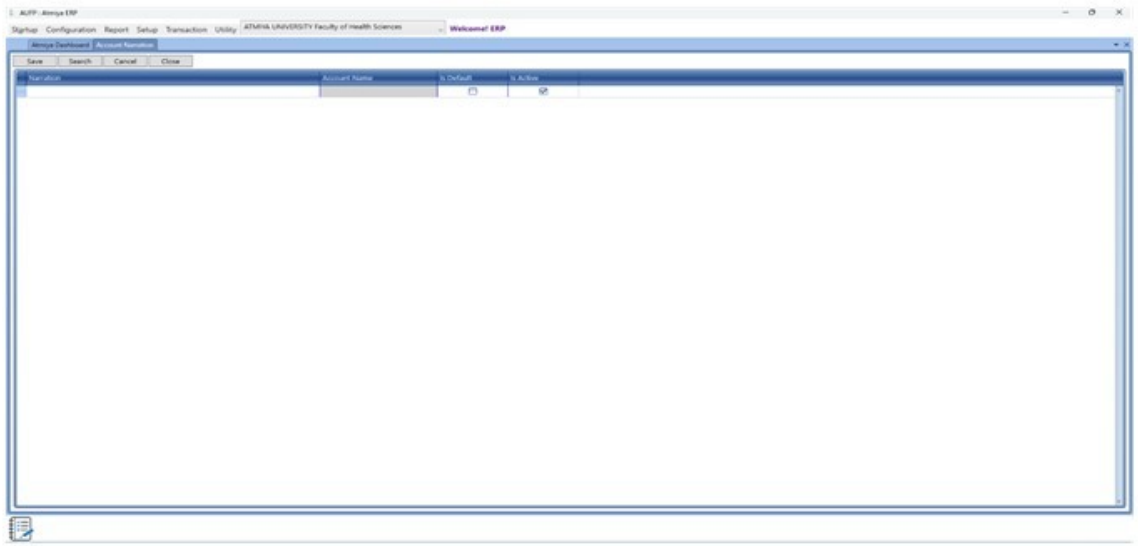 AUFP : Atmiya ERP
Startup Configuration Report Setup Transaction Utility ATMIYA UNIVERSITY Faculty of Health Sciences Welcome! ERP
Atmiya Dashboard Account Narration
Save Search Cancel Close
Narration Account Name Is Default Is Active